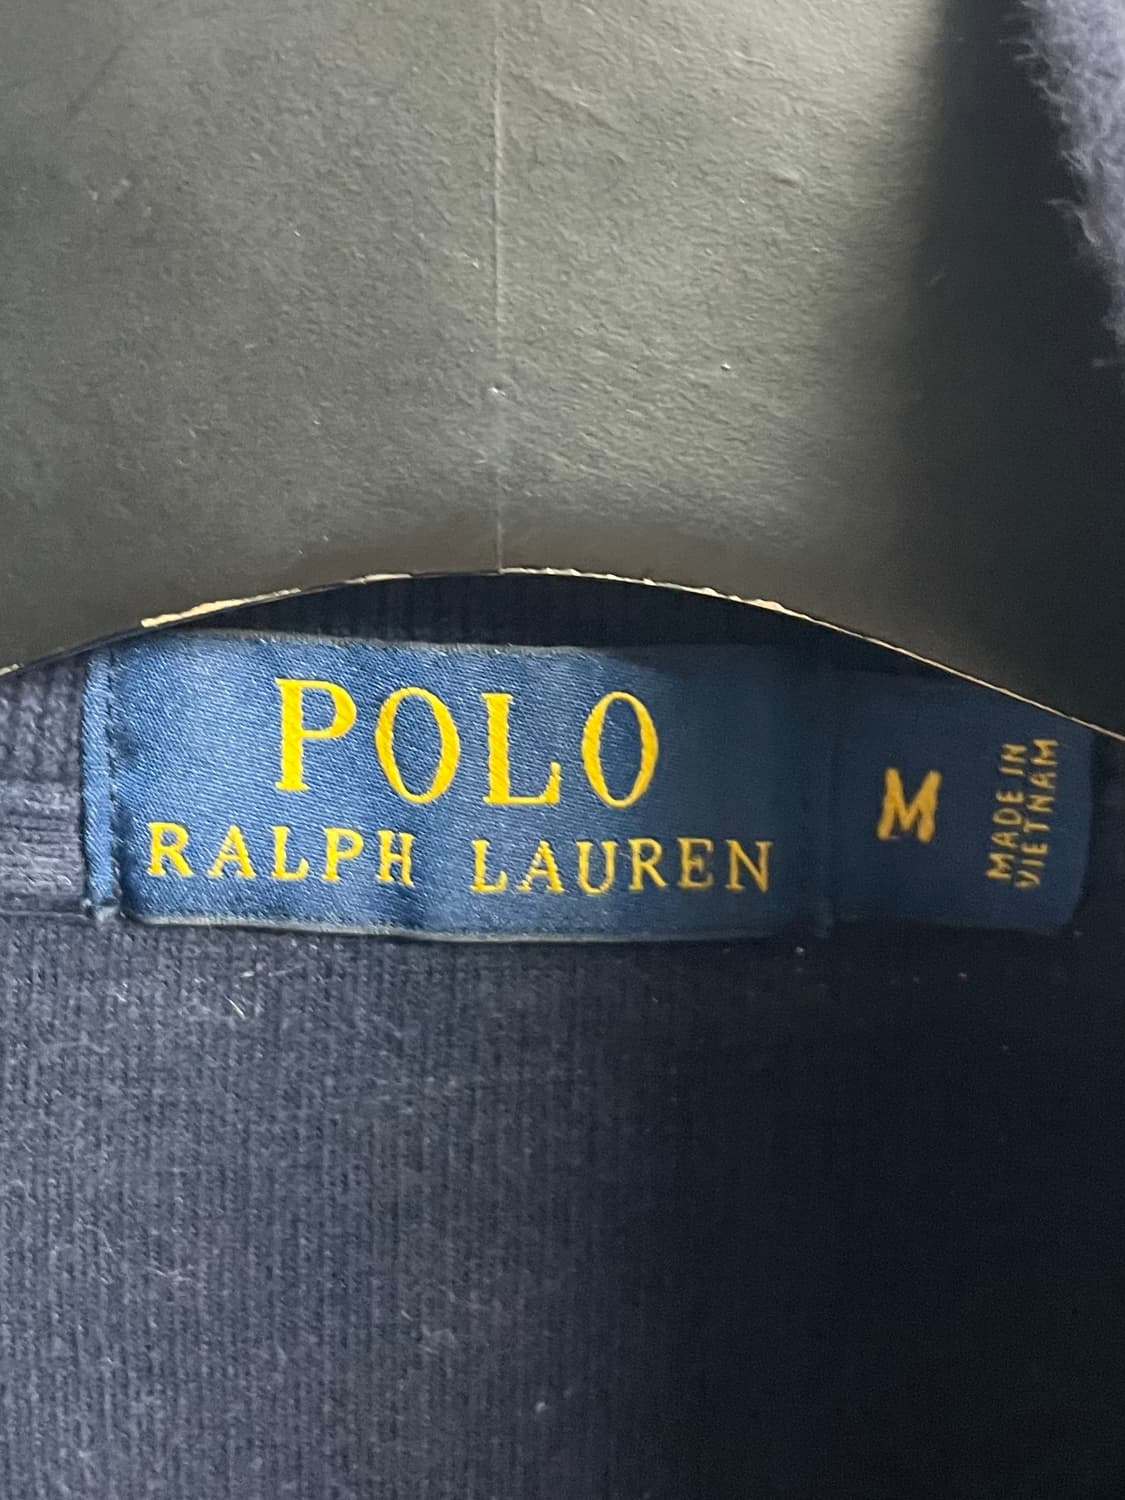 POLO
RALPH LAUREN
M
MADE IN
VIETNAM